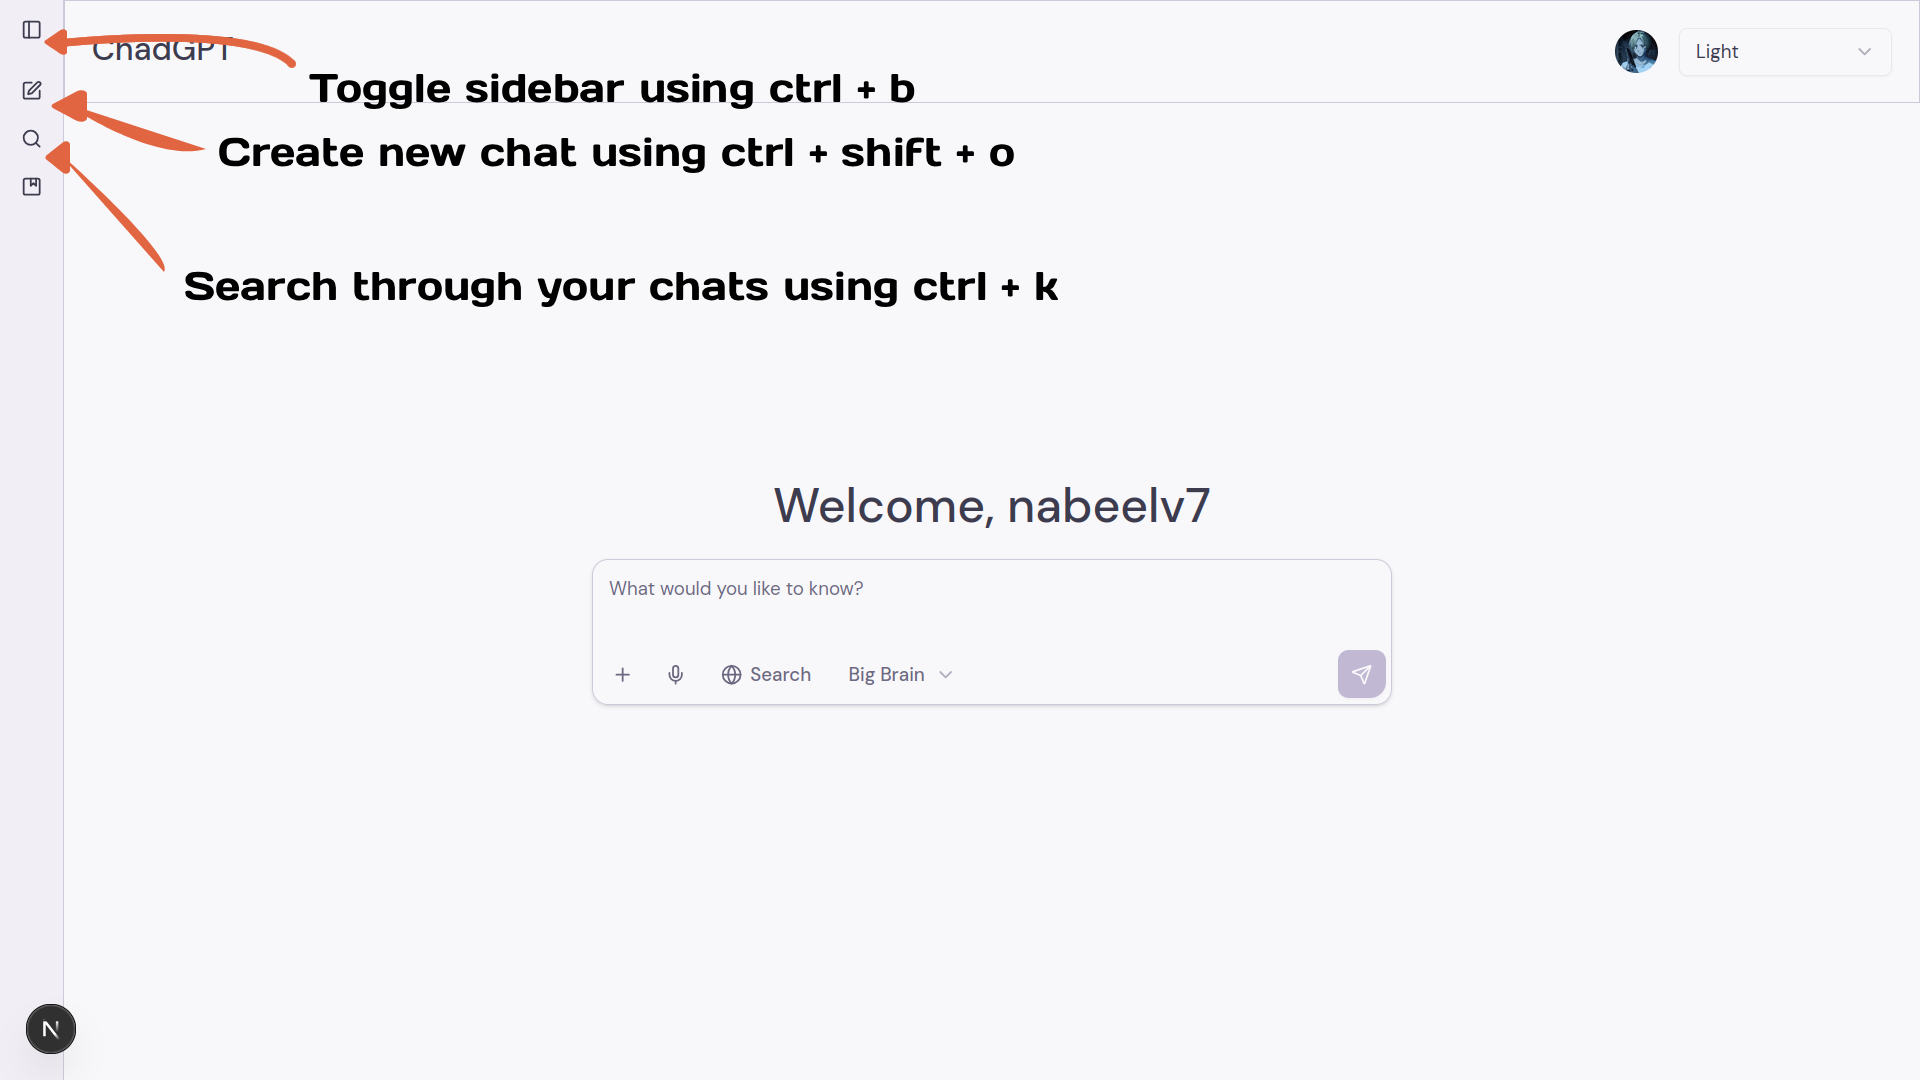 ChadGPT
Light
Toggle sidebar using ctrl + b
Create new chat using ctrl + shift + o
Search through your chats using ctrl + k
Welcome, nabeelv7
What would you like to know?
Search Big Brain
N